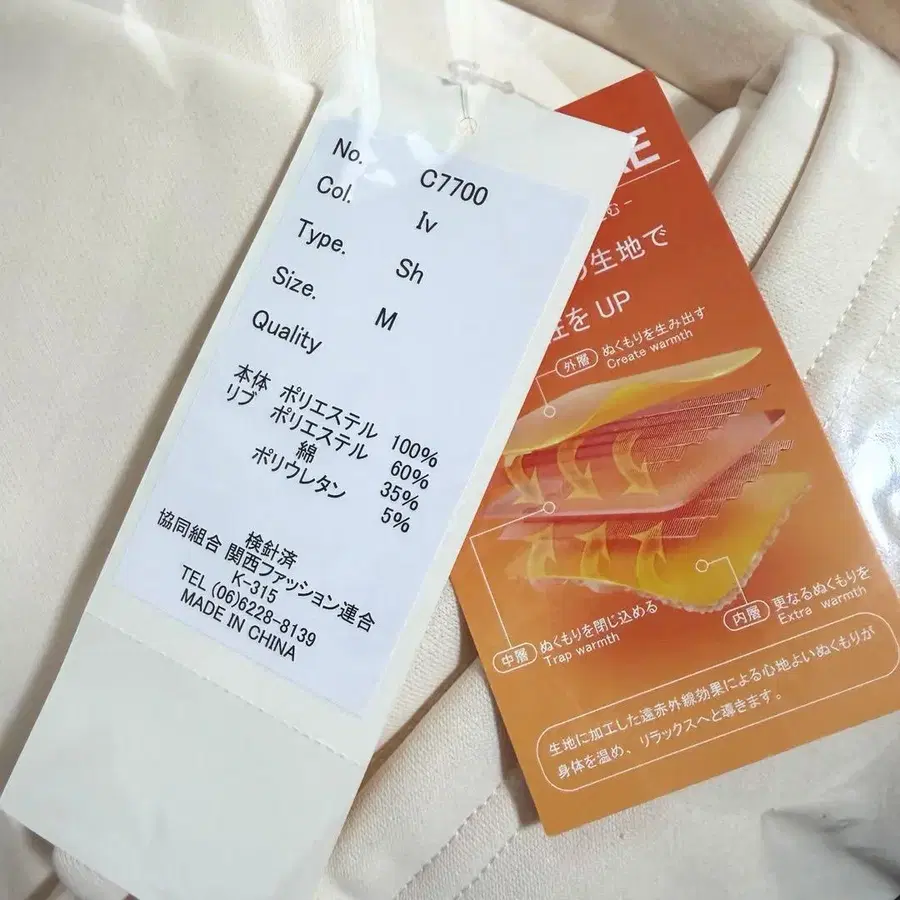 No. C7700
Col. Iv
Type. Sh
Size. M
Quality
本体 ポリエステル 100%
リブ ポリエステル 60%
綿 35%
ポリウレタン 5%
検針済
協同組合 関西ファッション連合
K-315
TEL (06)6228-8139
MADE IN CHINA
む-
生地で
をUP
外層 ぬくもりを生み出す
Create warmth
中層 ぬくもりを閉じ込める
Trap warmth
内層 更なるぬくもりを
Extra warmth
生地に加工した遠赤外線効果による心地よいぬくもりが
身体を温め、リラックスへと導きます。